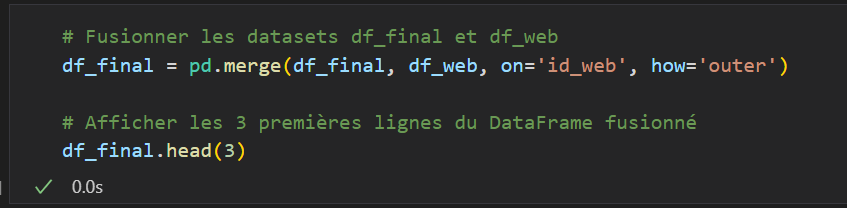 # Fusionner les datasets df_final et df_web
df_final = pd.merge(df_final, df_web, on='id_web', how='outer')
# Afficher les 3 premières lignes du DataFrame fusionné
df_final.head(3)
✓ 0.0s